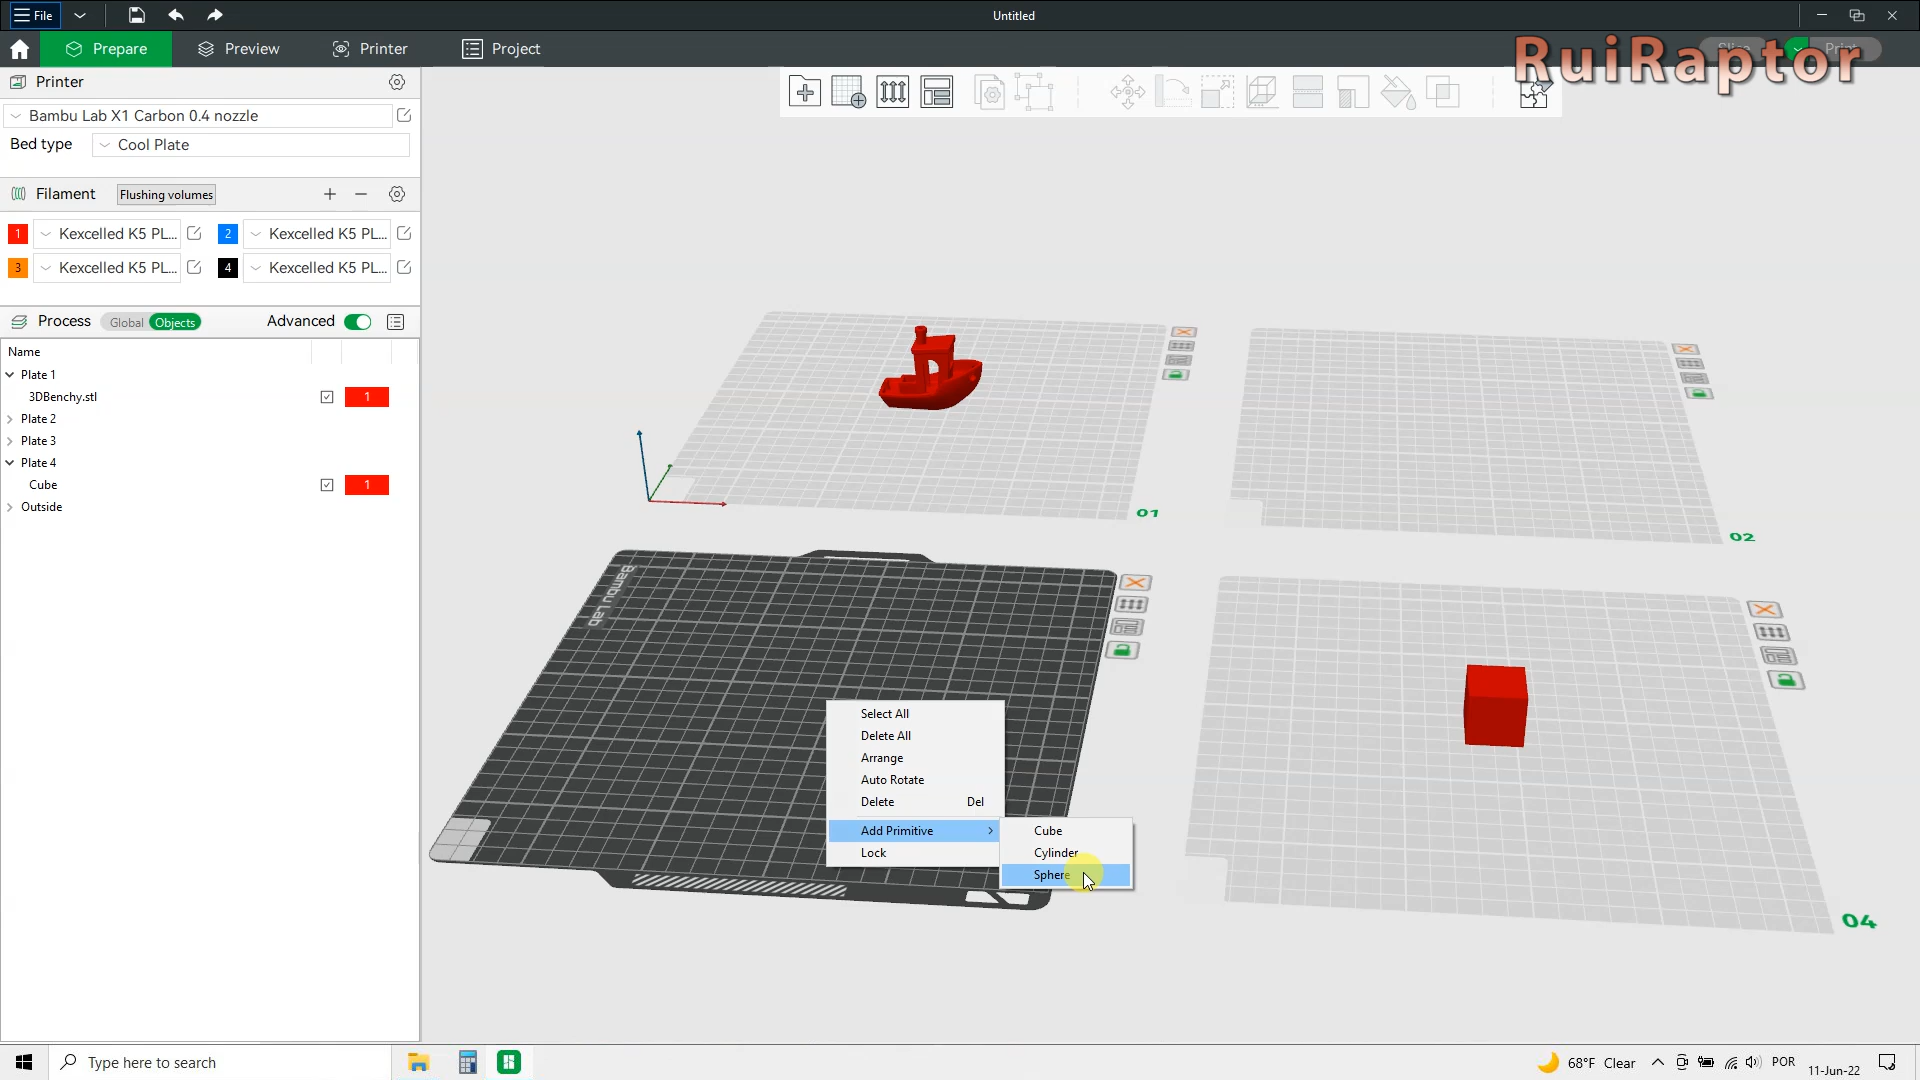 File
Untitled
Prepare
Preview
Printer
Project
Slice
Print
RuiRaptor
Printer
Bambu Lab X1 Carbon 0.4 nozzle
Bed type
Cool Plate
Filament
Flushing volumes
1
Kexcelled K5 PL...
2
Kexcelled K5 PL...
3
Kexcelled K5 PL...
4
Kexcelled K5 PL...
Process
Global
Objects
Advanced
Name
Plate 1
3DBenchy.stl
1
Plate 2
Plate 3
Plate 4
Cube
1
Outside
01
02
Bambu Lab
04
Select All
Delete All
Arrange
Auto Rotate
Delete Del
Add Primitive
Lock
Cube
Cylinder
Sphere
Type here to search
68°F Clear
POR
11-Jun-22